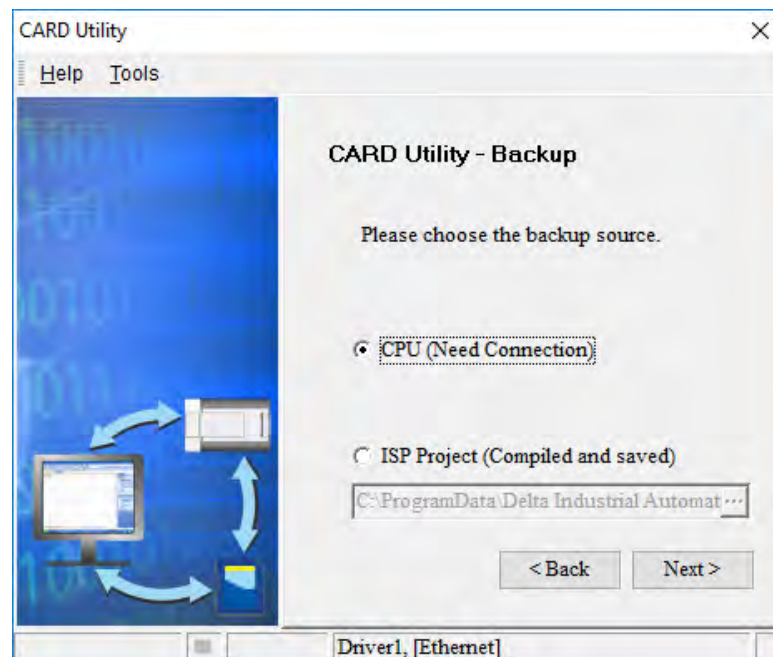 CARD Utility
Help Tools
CARD Utility - Backup
Please choose the backup source.
CPU (Need Connection)
ISP Project (Compiled and saved)
C:\ProgramData\Delta Industrial Automat ...
< Back Next >
Driver1, [Ethernet]